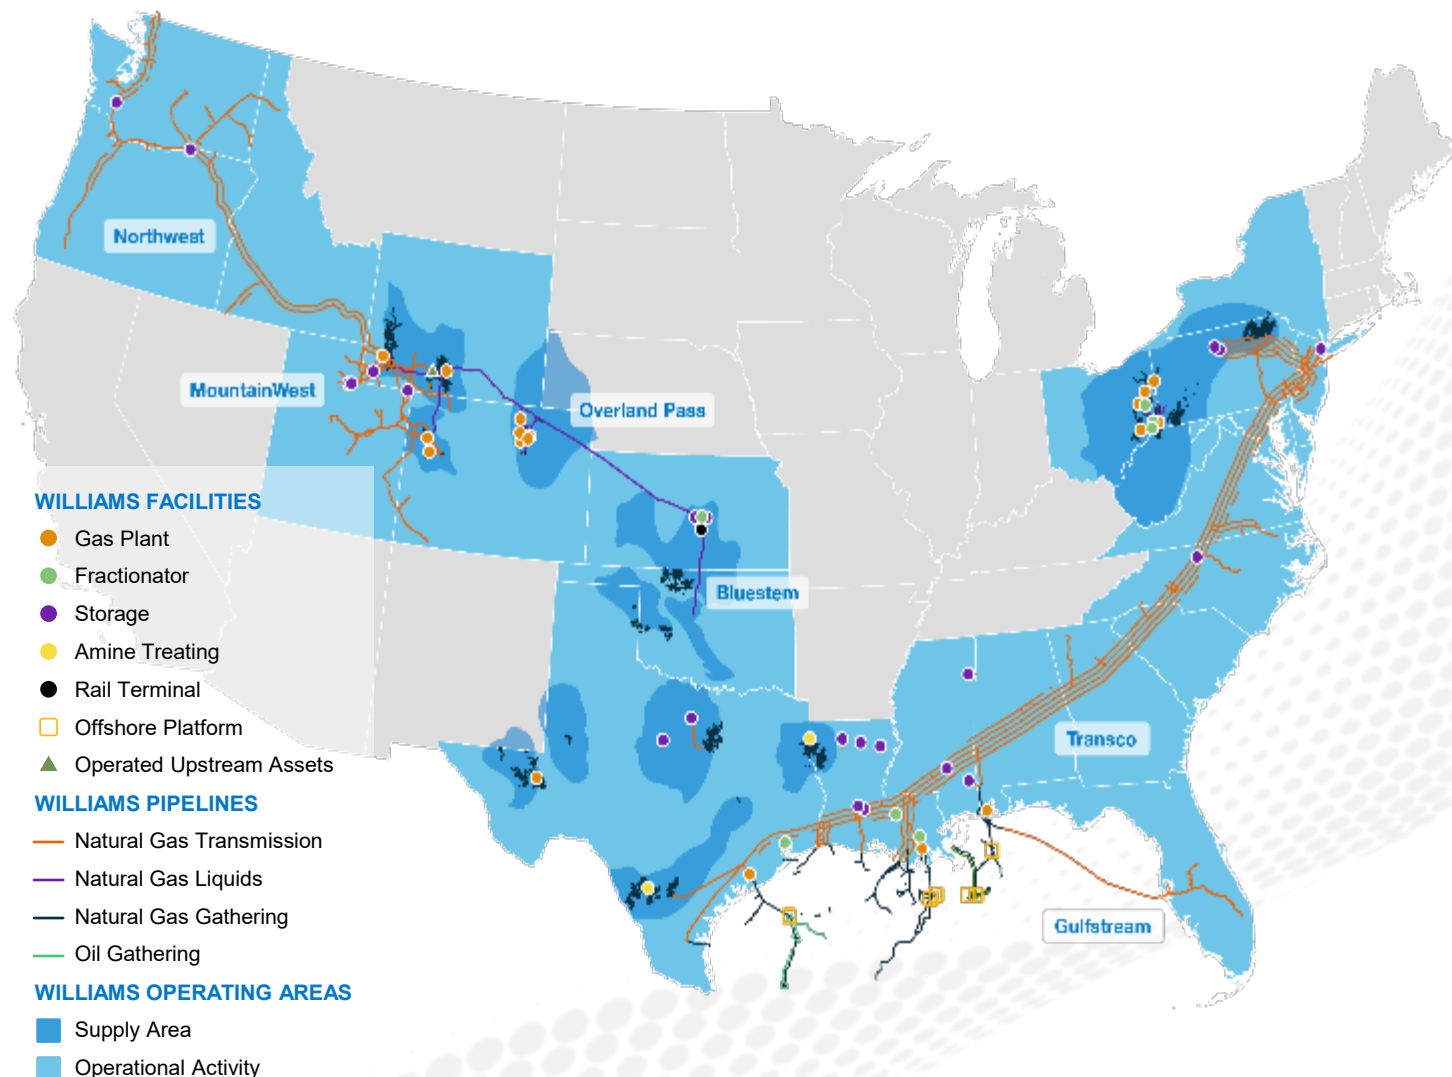 Northwest
MountainWest
Overland Pass
Bluestem
Transco
Gulfstream
WILLIAMS FACILITIES
Gas Plant
Fractionator
Storage
Amine Treating
Rail Terminal
Offshore Platform
Operated Upstream Assets
WILLIAMS PIPELINES
Natural Gas Transmission
Natural Gas Liquids
Natural Gas Gathering
Oil Gathering
WILLIAMS OPERATING AREAS
Supply Area
Operational Activity